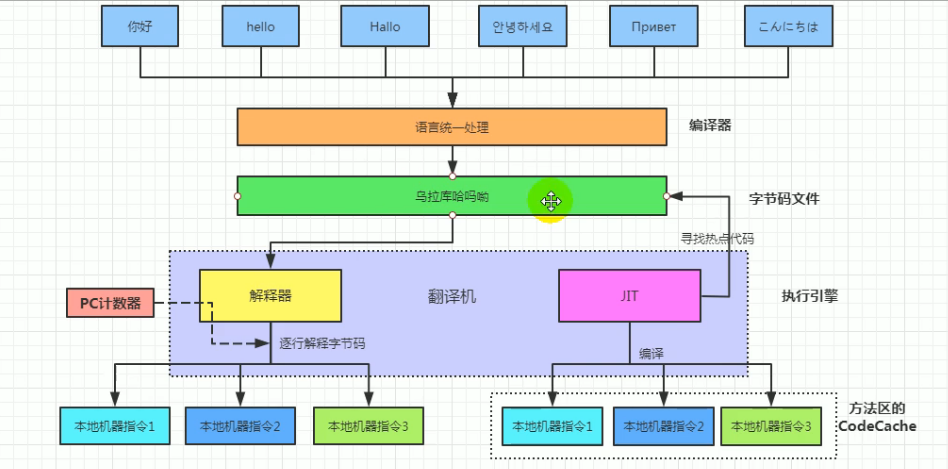 你好
hello
Hallo
안녕하세요
Привет
こんにちは
语言统一处理
编译器
乌拉库哈吗呦
字节码文件
寻找热点代码
解释器
翻译机
JIT
执行引擎
PC计数器
逐行解释字节码
编译
本地机器指令1
本地机器指令2
本地机器指令3
本地机器指令1
本地机器指令2
本地机器指令3
方法区的
CodeCache